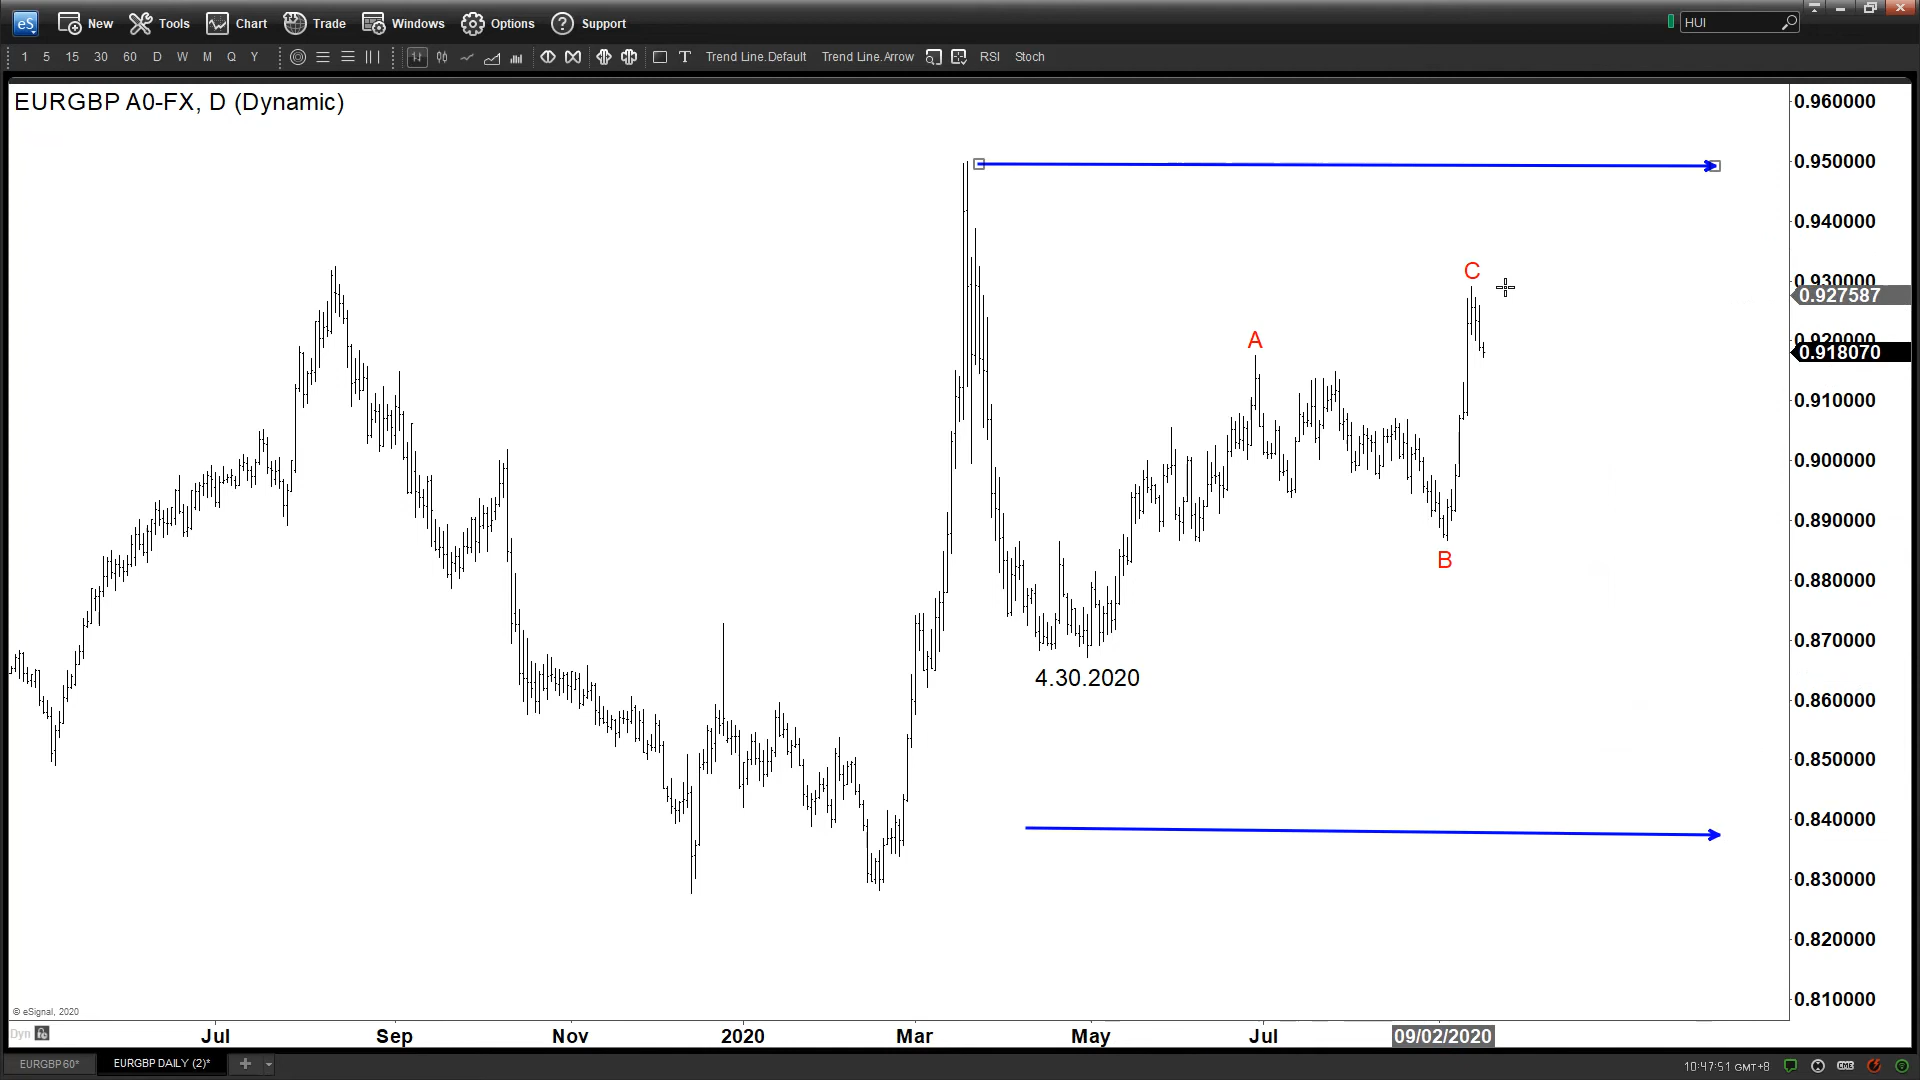 eS New Tools Chart Trade Windows Options Support HUI
1 5 15 30 60 D W M Q Y T Trend Line.Default Trend Line.Arrow RSI Stoch
EURGBP A0-FX, D (Dynamic)
0.960000
0.950000
0.940000
C
0.930000
0.927587
A
0.920000
0.918070
0.910000
0.900000
0.890000
B
0.880000
0.870000
4.30.2020
0.860000
0.850000
0.840000
0.830000
0.820000
0.810000
© eSignal, 2020
Dyn Jul Sep Nov 2020 Mar May Jul 09/02/2020
EURGBP 60* EURGBP DAILY (2)* + 10:47:51 GMT+8 CME